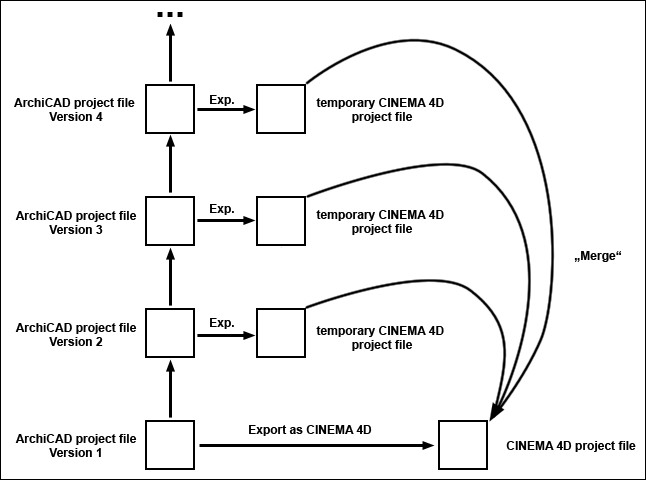 ...
ArchiCAD project file
Version 4
Exp.
temporary CINEMA 4D
project file
ArchiCAD project file
Version 3
Exp.
temporary CINEMA 4D
project file
„Merge“
ArchiCAD project file
Version 2
Exp.
temporary CINEMA 4D
project file
ArchiCAD project file
Version 1
Export as CINEMA 4D
CINEMA 4D project file